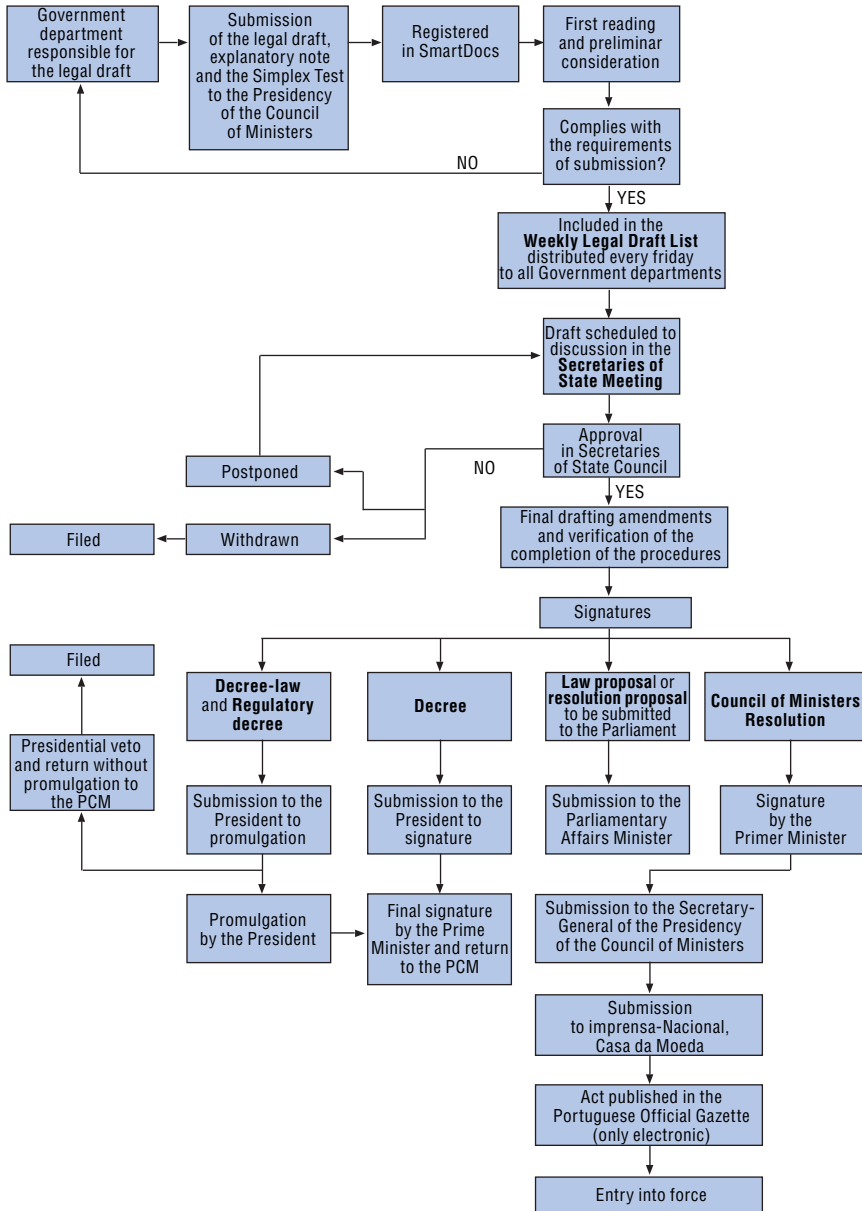 Government
department
responsible for
the legal draft
Submission
of the legal draft,
explanatory note
and the Simplex Test
to the Presidency
of the Council
of Ministers
Registered
in SmartDocs
First reading
and preliminar
consideration
Complies with
the requirements
of submission?
NO
YES
Included in the
Weekly Legal Draft List
distributed every friday
to all Government departments
Draft scheduled to
discussion in the
Secretaries of
State Meeting
Approval
in Secretaries
of State Council
NO
YES
Postponed
Withdrawn
Filed
Final drafting amendments
and verification of the
completion of the procedures
Signatures
Filed
Decree-law
and Regulatory
decree
Decree
Law proposal or
resolution proposal
to be submitted
to the Parliament
Council of Ministers
Resolution
Presidential veto
and return without
promulgation to
the PCM
Submission to the
President to
promulgation
Submission to the
President to
signature
Submission to the
Parliamentary
Affairs Minister
Signature
by the
Primer Minister
Promulgation
by the President
Final signature
by the Prime
Minister and return
to the PCM
Submission to the Secretary-
General of the Presidency
of the Council of Ministers
Submission
to imprensa-Nacional,
Casa da Moeda
Act published in the
Portuguese Official Gazette
(only electronic)
Entry into force